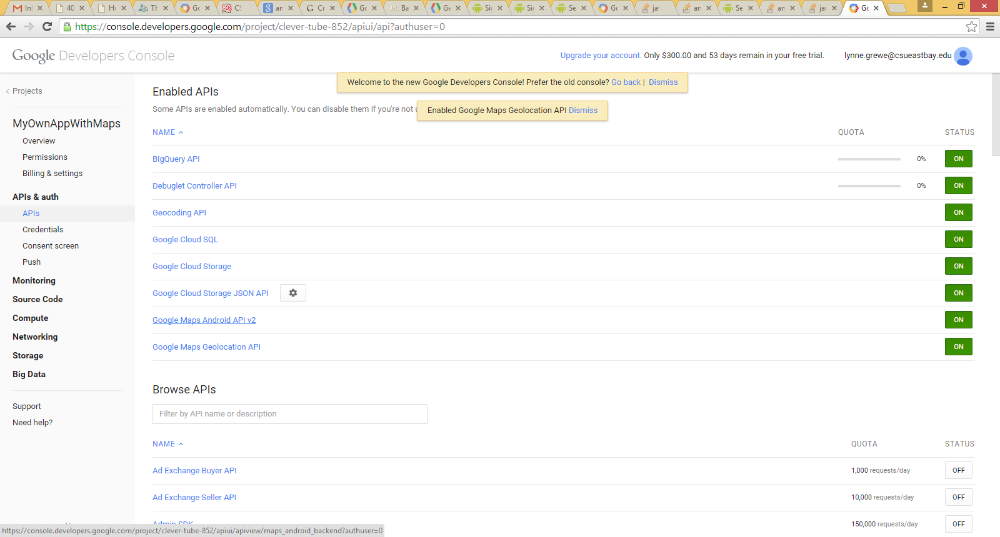 InI 40 Ho Th Go CS an Cr Go Ba Ge Sig Sig Se Go ja an Se an jav Go
https://console.developers.google.com/project/clever-tube-852/apiui/api?authuser=0
Google Developers Console Upgrade your account. Only $300.00 and 53 days remain in your free trial. lynne.grewe@csueastbay.edu
Welcome to the new Google Developers Console! Prefer the old console? Go back | Dismiss
Projects
Enabled APIs
Some APIs are enabled automatically. You can disable them if you're not
Enabled Google Maps Geolocation API Dismiss
MyOwnAppWithMaps
Overview
Permissions
Billing & settings
APIs & auth
APIs
Credentials
Consent screen
Push
Monitoring
Source Code
Compute
Networking
Storage
Big Data
Support
Need help?
NAME QUOTA STATUS
BigQuery API 0% ON
Debuglet Controller API 0% ON
Geocoding API ON
Google Cloud SQL ON
Google Cloud Storage ON
Google Cloud Storage JSON API ON
Google Maps Android API v2 ON
Google Maps Geolocation API ON
Browse APIs
Filter by API name or description
NAME QUOTA STATUS
Ad Exchange Buyer API 1,000 requests/day OFF
Ad Exchange Seller API 10,000 requests/day OFF
Admin SDK 150,000 requests/day OFF
https://console.developers.google.com/project/clever-tube-852/apiui/apiview/maps_android_backend?authuser=0